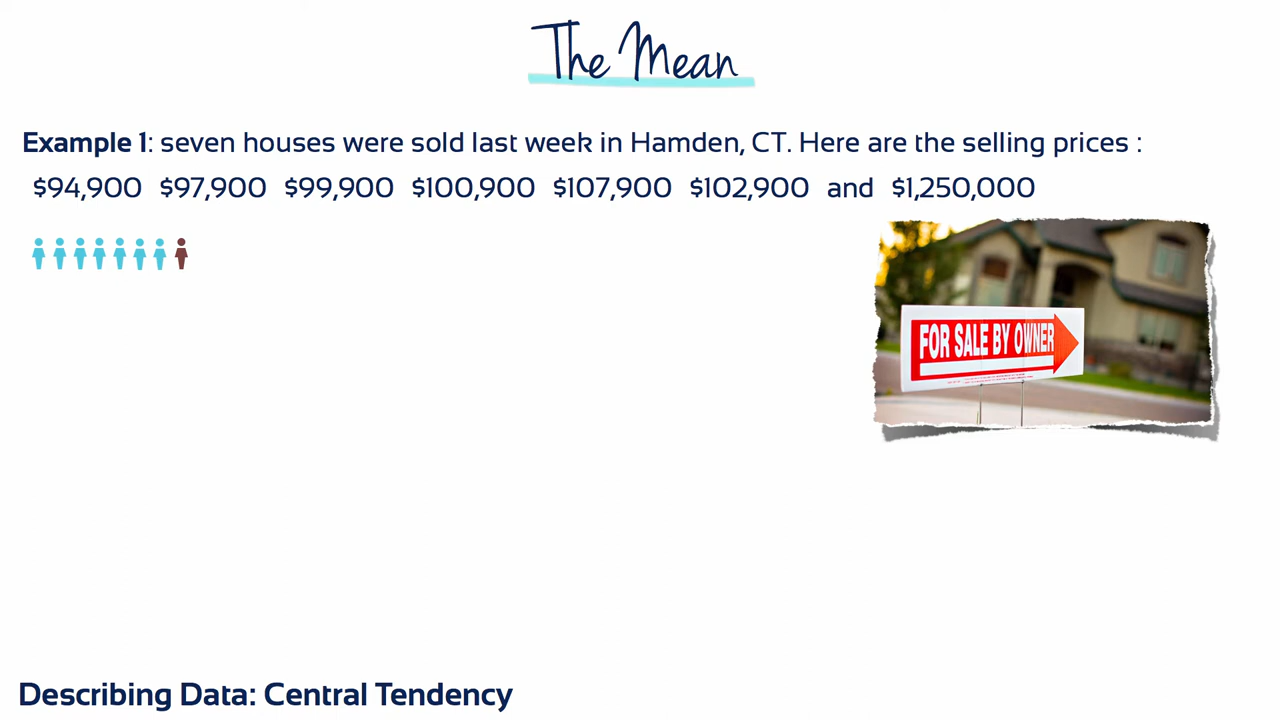 The Mean
Example 1: seven houses were sold last week in Hamden, CT. Here are the selling prices :
$94,900 $97,900 $99,900 $100,900 $107,900 $102,900 and $1,250,000
FOR SALE BY OWNER
Describing Data: Central Tendency